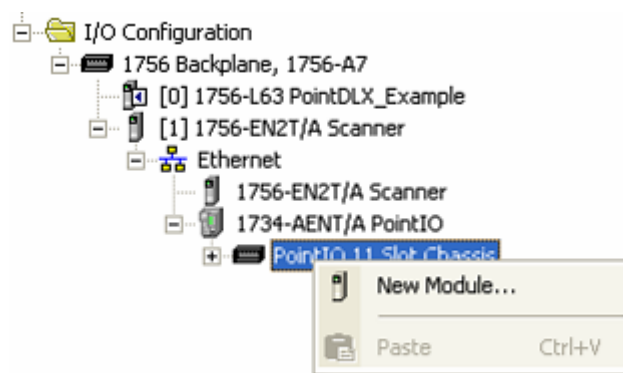 I/O Configuration
1756 Backplane, 1756-A7
[0] 1756-L63 PointDLX_Example
[1] 1756-EN2T/A Scanner
Ethernet
1756-EN2T/A Scanner
1734-AENT/A PointIO
PointIO 11 Slot Chassis
New Module...
Paste Ctrl+V